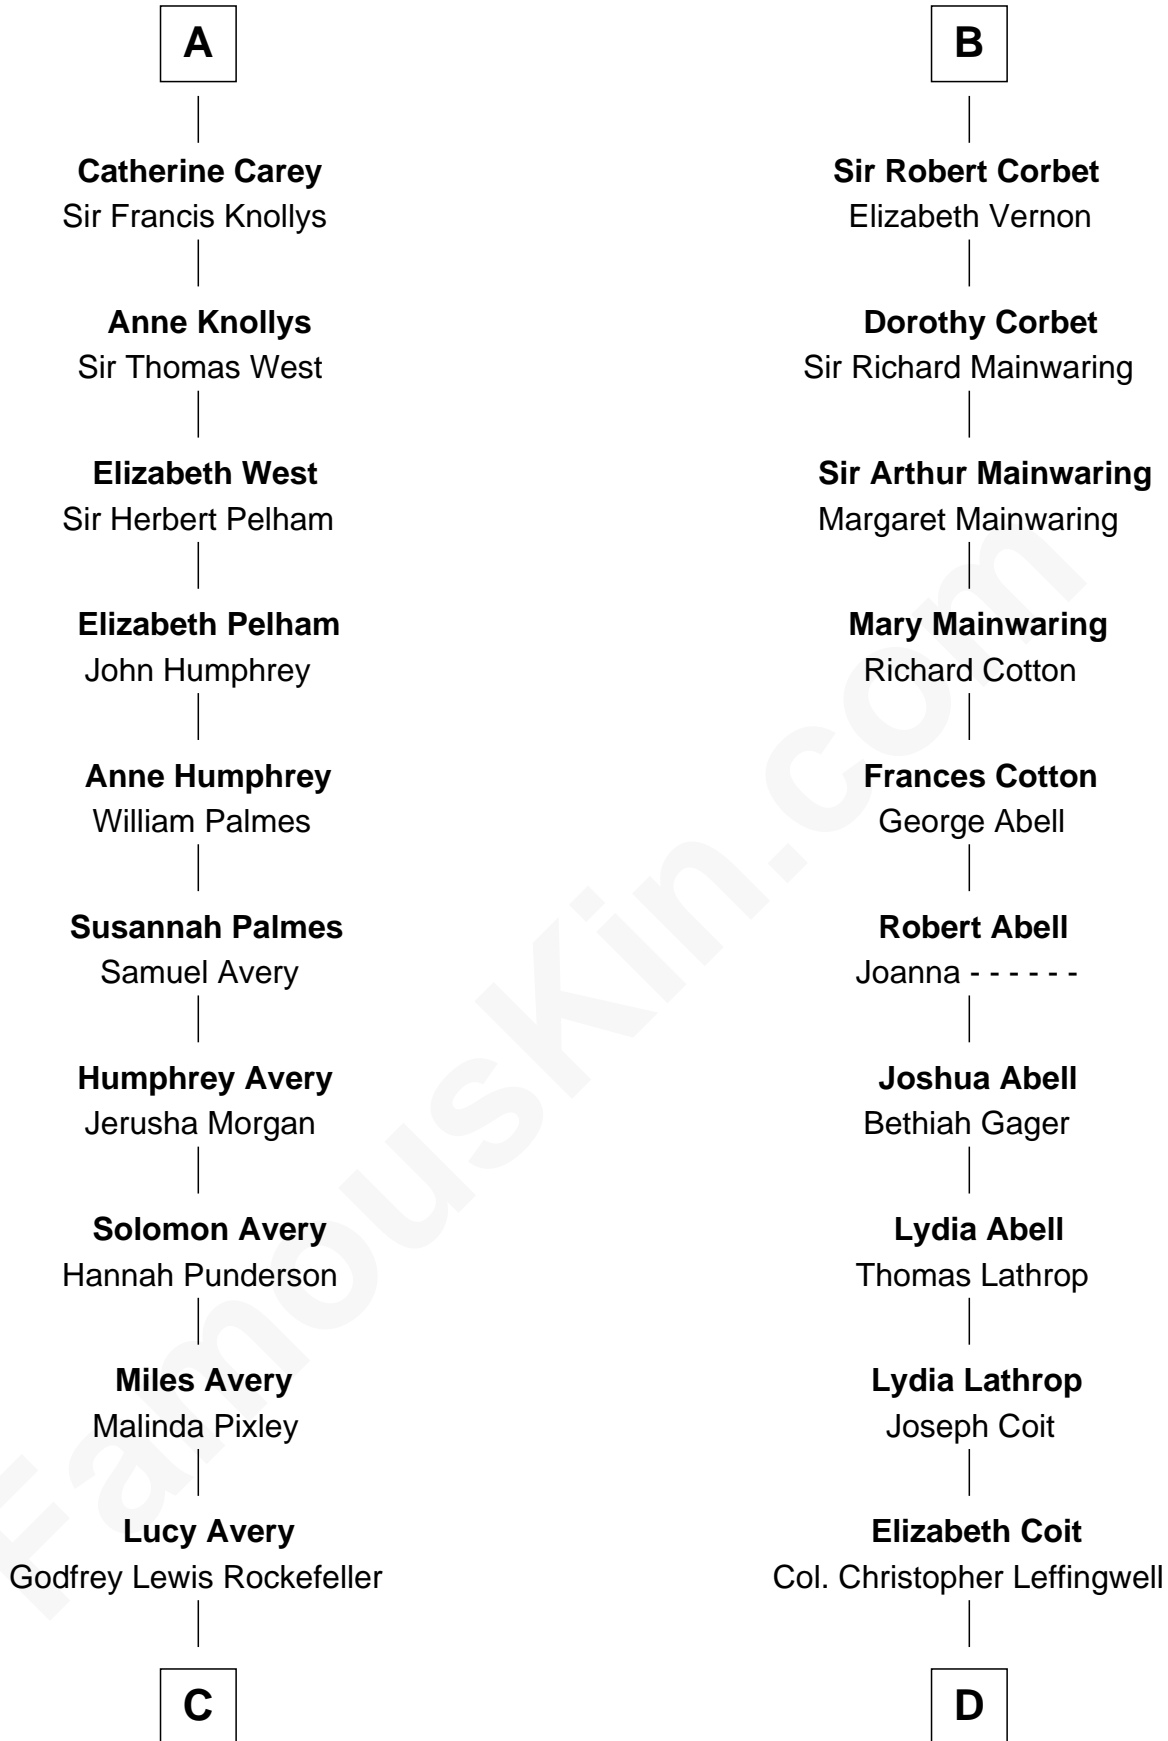 A
Catherine Carey
Sir Francis Knollys
Anne Knollys
Sir Thomas West
Elizabeth West
Sir Herbert Pelham
Elizabeth Pelham
John Humphrey
Anne Humphrey
William Palmes
Susannah Palmes
Samuel Avery
Humphrey Avery
Jerusha Morgan
Solomon Avery
Hannah Punderson
Miles Avery
Malinda Pixley
Lucy Avery
Godfrey Lewis Rockefeller
C
B
Sir Robert Corbet
Elizabeth Vernon
Dorothy Corbet
Sir Richard Mainwaring
Sir Arthur Mainwaring
Margaret Mainwaring
Mary Mainwaring
Richard Cotton
Frances Cotton
George Abell
Robert Abell
Joanna - - - - - -
Joshua Abell
Bethiah Gager
Lydia Abell
Thomas Lathrop
Lydia Lathrop
Joseph Coit
Elizabeth Coit
Col. Christopher Leffingwell
D
FamousKin.com